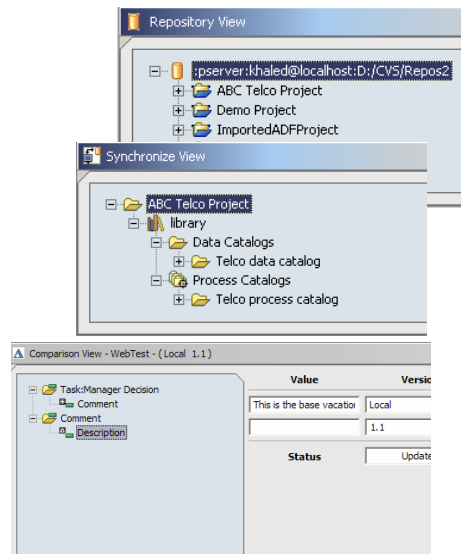 Repository View
:pserver:khaled@localhost:D:/CVS/Repos2
ABC Telco Project
Demo Project
ImportedADFProject
Synchronize View
ABC Telco Project
library
Data Catalogs
Telco data catalog
Process Catalogs
Telco process catalog
Comparison View - WebTest - ( Local 1.1 )
Task:Manager Decision
Comment
Comment
Description
Value
Versio
This is the base vacation
Local
1.1
Status
Update